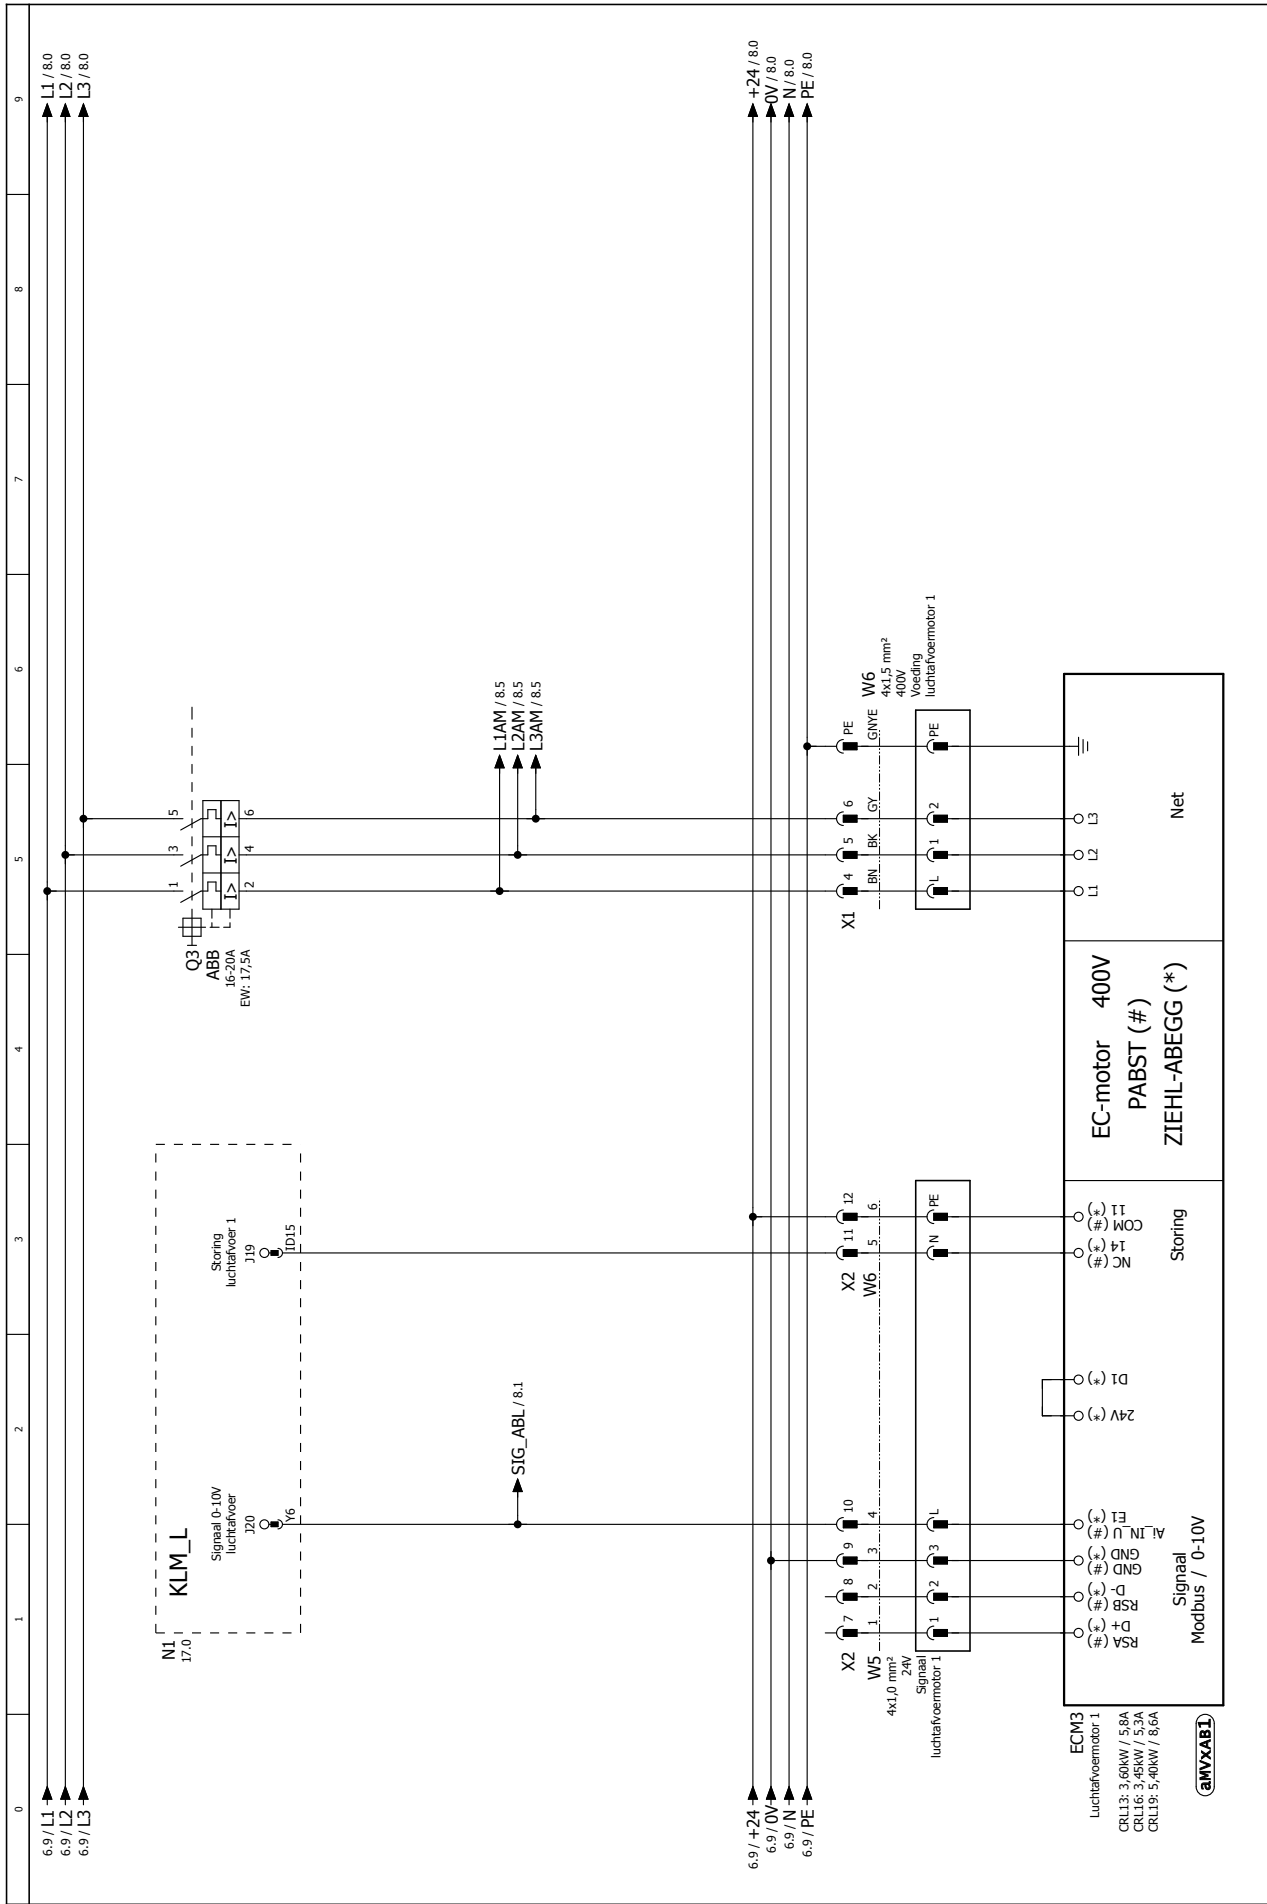 0 1 2 3 4 5 6 7 8 9
6.9 / L1
6.9 / L2
6.9 / L3
L1 / 8.0
L2 / 8.0
L3 / 8.0
N1
17.0
KLM_L
Signaal 0-10V
luchtafvoer
J20
Y6
Storing
luchtafvoer 1
J19
ID15
Q3
ABB
16-20A
EW: 17,5A
1 3 5
I> I> I>
2 4 6
SIG_ABL / 8.1
L1AM / 8.5
L2AM / 8.5
L3AM / 8.5
6.9 / +24
6.9 / 0V
6.9 / N
6.9 / PE
+24 / 8.0
0V / 8.0
N / 8.0
PE / 8.0
X2 7 8 9 10
X2 11 12
X1 4 5 6 PE
W5 1 2 3 4
4x1,0 mm²
24V
Signaal
luchtafvoermotor 1
W6 5 6
BN BK GY GNYE
W6
4x1,5 mm²
400V
Voeding
luchtafvoermotor 1
1 2 3 L N PE L 1 2 PE
ECM3
Luchtafvoermotor 1
CRL13: 3,60kW / 5,8A
CRL16: 3,45kW / 5,3A
CRL19: 5,40kW / 8,6A
aMVxAB1
RSA (#)
D+ (*)
RSB (#)
D- (*)
GND (#)
GND (*)
Ai_IN_U (#)
E1 (*)
24V (*)
D1 (*)
NC (#)
14 (*)
COM (#)
11 (*)
Signaal
Modbus / 0-10V
Storing
EC-motor 400V
PABST (#)
ZIEHL-ABEGG (*)
L1 L2 L3
Net